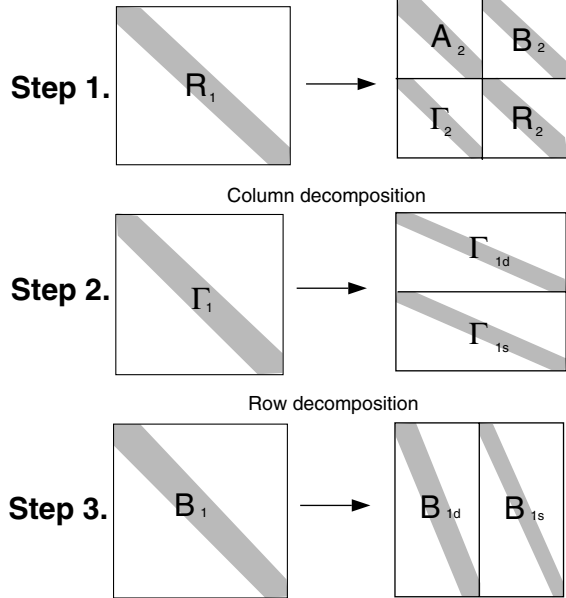 Step 1.
R₁
A₂ B₂
Γ₂ R₂
Column decomposition
Step 2.
Γ₁
Γ₁d
Γ₁s
Row decomposition
Step 3.
B₁
B₁d B₁s